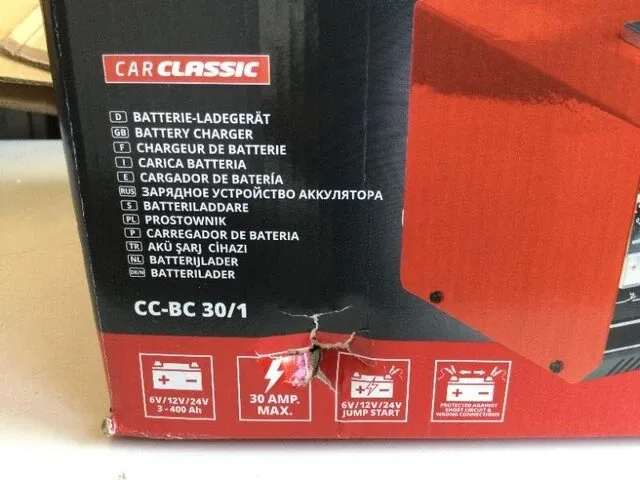 CAR CLASSIC
D BATTERIE-LADEGERÄT
GB BATTERY CHARGER
F CHARGEUR DE BATTERIE
I CARICA BATTERIA
E CARGADOR DE BATERÍA
RUS ЗАРЯДНОЕ УСТРОЙСТВО АККУЛЯТОРА
S BATTERILADDARE
PL PROSTOWNIK
P CARREGADOR DE BATERIA
TR AKÜ ŞARJ CİHAZI
NL BATTERIJLADER
DK/N BATTERILADER
CC-BC 30/1
6V/12V/24V
3 - 400 Ah
30 AMP.
MAX.
6V/12V/24V
JUMP START
PROTECTED AGAINST
SHORT CIRCUIT &
WRONG CONNECTIONS